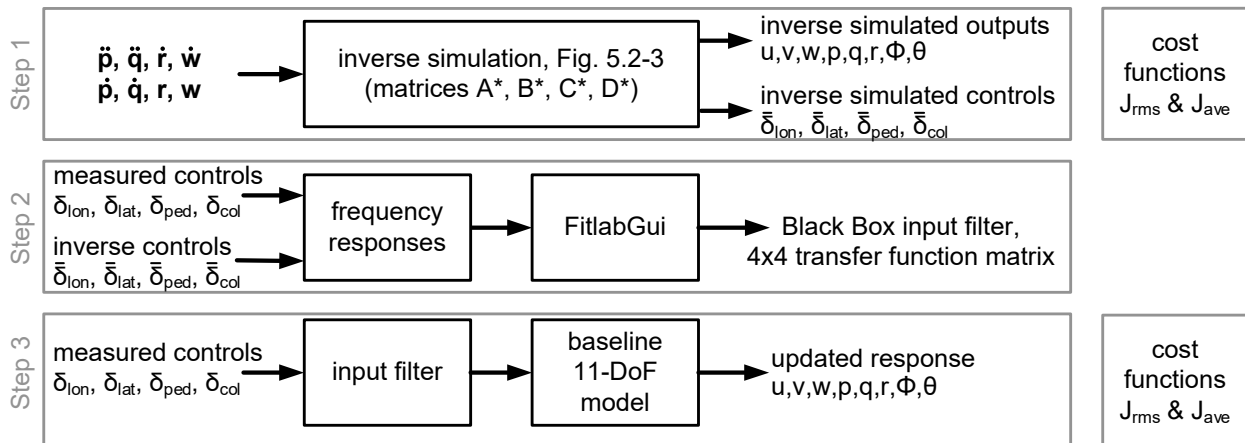 Step 1
p̈, q̈, ṙ, ẇ
ṗ, q̇, r, w
inverse simulation, Fig. 5.2-3
(matrices A*, B*, C*, D*)
inverse simulated outputs
u,v,w,p,q,r,Φ,θ
inverse simulated controls
δ̄lon, δ̄lat, δ̄ped, δ̄col
cost
functions
Jrms & Jave
Step 2
measured controls
δlon, δlat, δped, δcol
inverse controls
δ̄lon, δ̄lat, δ̄ped, δ̄col
frequency
responses
FitlabGui
Black Box input filter,
4x4 transfer function matrix
Step 3
measured controls
δlon, δlat, δped, δcol
input filter
baseline
11-DoF
model
updated response
u,v,w,p,q,r,Φ,θ
cost
functions
Jrms & Jave